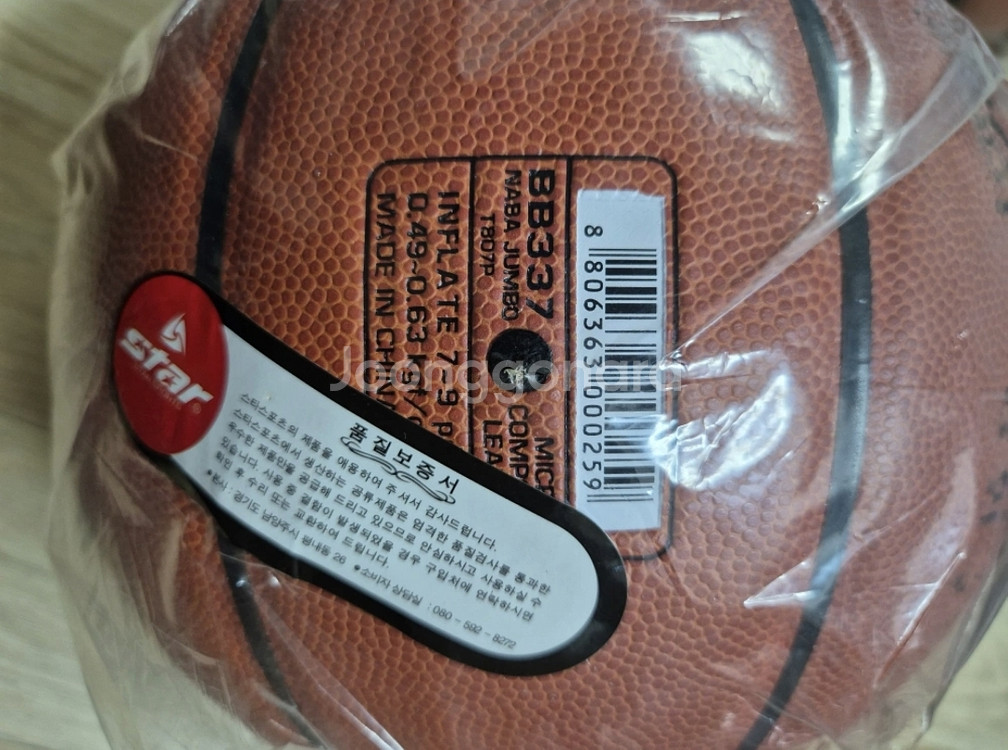 BB337
NABA JUMBO
T807P
MICR
COMP
LEA
INFLATE 7~9 P
0.49~0.63 kgf/c
MADE IN CHINA
8 806363 000259
star
품질보증서
스타스포츠의 제품을 애용하여 주셔서 감사드립니다.
스타스포츠에서 생산하는 공류제품은 엄격한 품질검사를 통과한
우수한 제품만을 공급해 드리고 있으므로 안심하시고 사용하실 수
있습니다. 사용 중 결함이 발생되었을 경우 구입처에 연락하시면
확인 후 수리 또는 교환하여 드립니다.
•본사 : 경기도 남양주시 평내동 26 •소비자 상담실 : 080-592-8272
Joonggonara